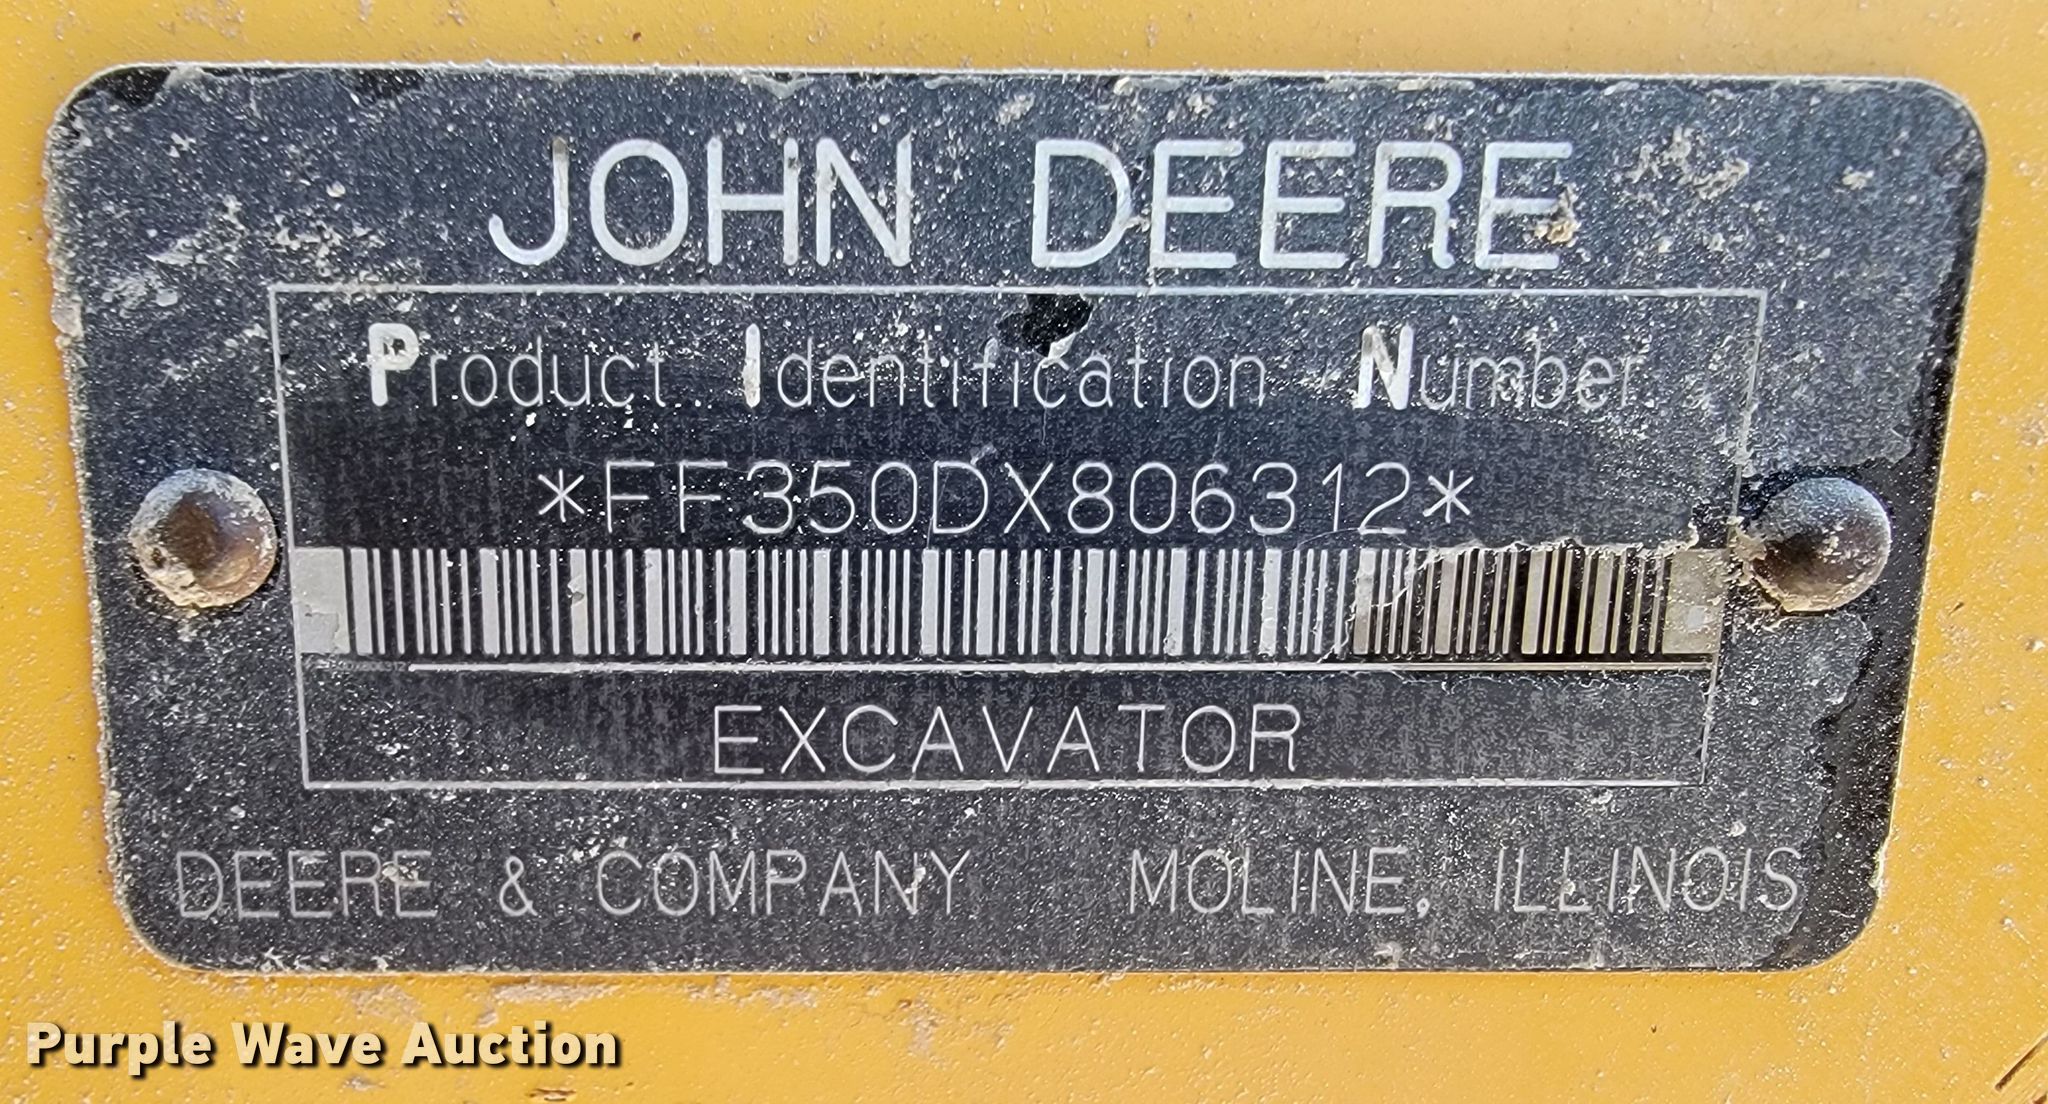 JOHN DEERE
Product Identification Number
*FF350DX806312*
EXCAVATOR
DEERE & COMPANY MOLINE, ILLINOIS
Purple Wave Auction